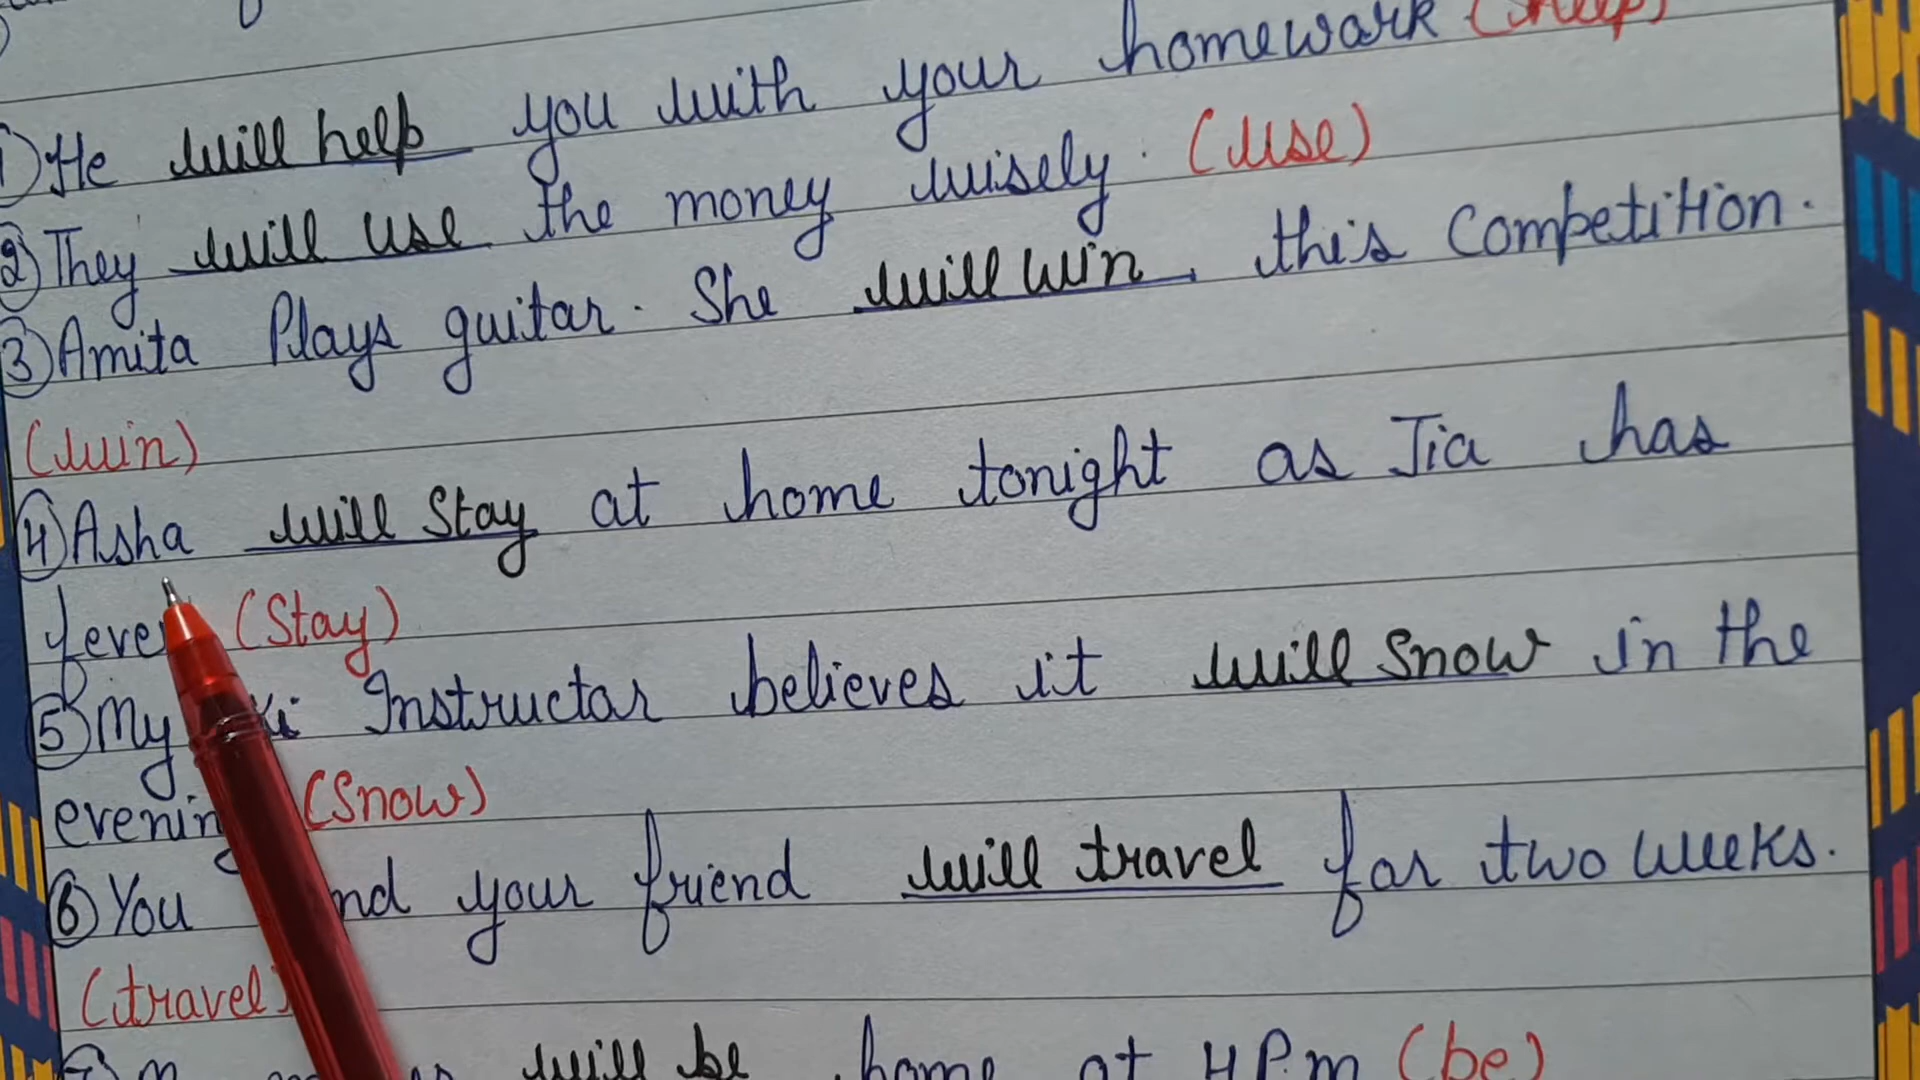 1) He will help you with your homework (help)
2) They will use the money wisely. (use)
3) Amita Plays guitar. She will win this Competition.
(win)
4) Asha will Stay at home tonight as Jia has
feve (Stay)
5) My Instructor believes it will Snow in the
evenin (Snow)
6) You nd your friend will travel for two weeks.
(travel)
will be home at 4 P.m (be)